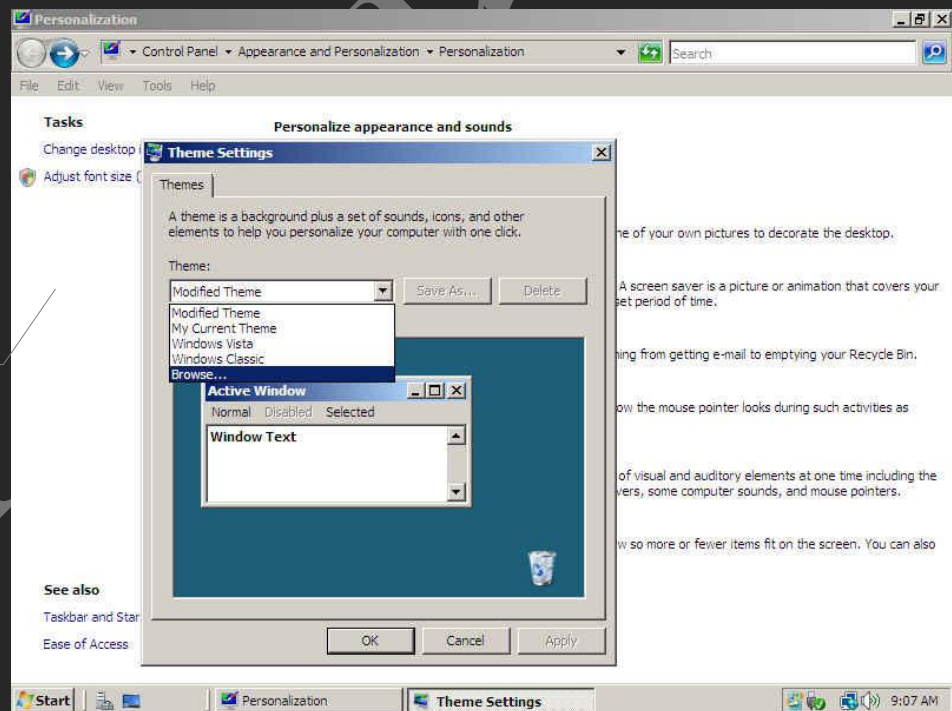 Personalization
Control Panel Appearance and Personalization Personalization
Search
File Edit View Tools Help
Tasks
Change desktop
Adjust font size (
See also
Taskbar and Star
Ease of Access
Personalize appearance and sounds
ne of your own pictures to decorate the desktop.
A screen saver is a picture or animation that covers your
set period of time.
ning from getting e-mail to emptying your Recycle Bin.
ow the mouse pointer looks during such activities as
of visual and auditory elements at one time including the
vers, some computer sounds, and mouse pointers.
w so more or fewer items fit on the screen. You can also
Theme Settings
Themes
A theme is a background plus a set of sounds, icons, and other
elements to help you personalize your computer with one click.
Theme:
Modified Theme
Save As... Delete
Modified Theme
My Current Theme
Windows Vista
Windows Classic
Browse...
Active Window
Normal Disabled Selected
Window Text
OK Cancel Apply
Start Personalization Theme Settings 9:07 AM